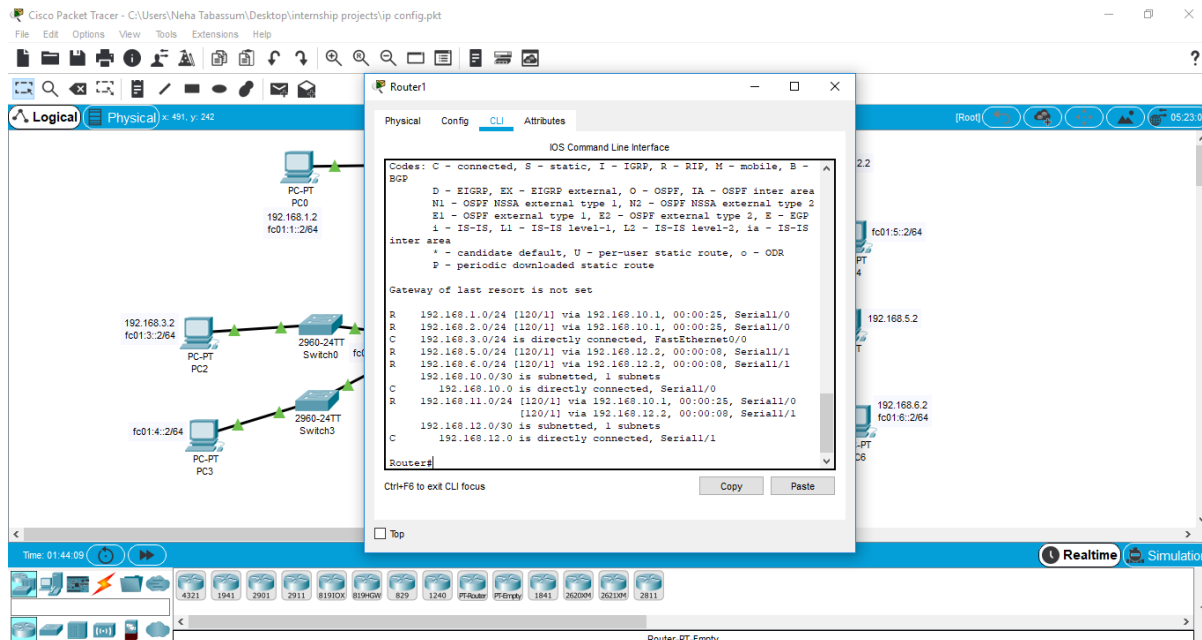 Cisco Packet Tracer - C:\Users\Neha Tabassum\Desktop\internship projects\ip config.pkt
File Edit Options View Tools Extensions Help
?
Logical Physical x: 491, y: 242
[Root] 05:23:0
Router1
Physical Config CLI Attributes
IOS Command Line Interface
Codes: C - connected, S - static, I - IGRP, R - RIP, M - mobile, B -
BGP
D - EIGRP, EX - EIGRP external, O - OSPF, IA - OSPF inter area
N1 - OSPF NSSA external type 1, N2 - OSPF NSSA external type 2
E1 - OSPF external type 1, E2 - OSPF external type 2, E - EGP
i - IS-IS, L1 - IS-IS level-1, L2 - IS-IS level-2, ia - IS-IS
inter area
* - candidate default, U - per-user static route, o - ODR
P - periodic downloaded static route
Gateway of last resort is not set
R 192.168.1.0/24 [120/1] via 192.168.10.1, 00:00:25, Serial1/0
R 192.168.2.0/24 [120/1] via 192.168.10.1, 00:00:25, Serial1/0
C 192.168.3.0/24 is directly connected, FastEthernet0/0
R 192.168.5.0/24 [120/1] via 192.168.12.2, 00:00:08, Serial1/1
R 192.168.6.0/24 [120/1] via 192.168.12.2, 00:00:08, Serial1/1
192.168.10.0/30 is subnetted, 1 subnets
C 192.168.10.0 is directly connected, Serial1/0
R 192.168.11.0/24 [120/1] via 192.168.10.1, 00:00:25, Serial1/0
[120/1] via 192.168.12.2, 00:00:08, Serial1/1
192.168.12.0/30 is subnetted, 1 subnets
C 192.168.12.0 is directly connected, Serial1/1
Router#
Ctrl+F6 to exit CLI focus
Copy Paste
Top
PC-PT
PC0
192.168.1.2
fc01:1::2/64
192.168.3.2
fc01:3::2/64
PC-PT
PC2
2960-24TT
Switch0
fc0
fc01:4::2/64
PC-PT
PC3
2960-24TT
Switch3
2.2
fc01:5::2/64
PT
4
192.168.5.2
T
192.168.6.2
fc01:6::2/64
-PT
C6
Time: 01:44:09
Realtime Simulatio
4321 1941 2901 2911 819IOX 819HGW 829 1240 PT-Router PT-Empty 1841 2620XM 2621XM 2811
Router-PT-Empty